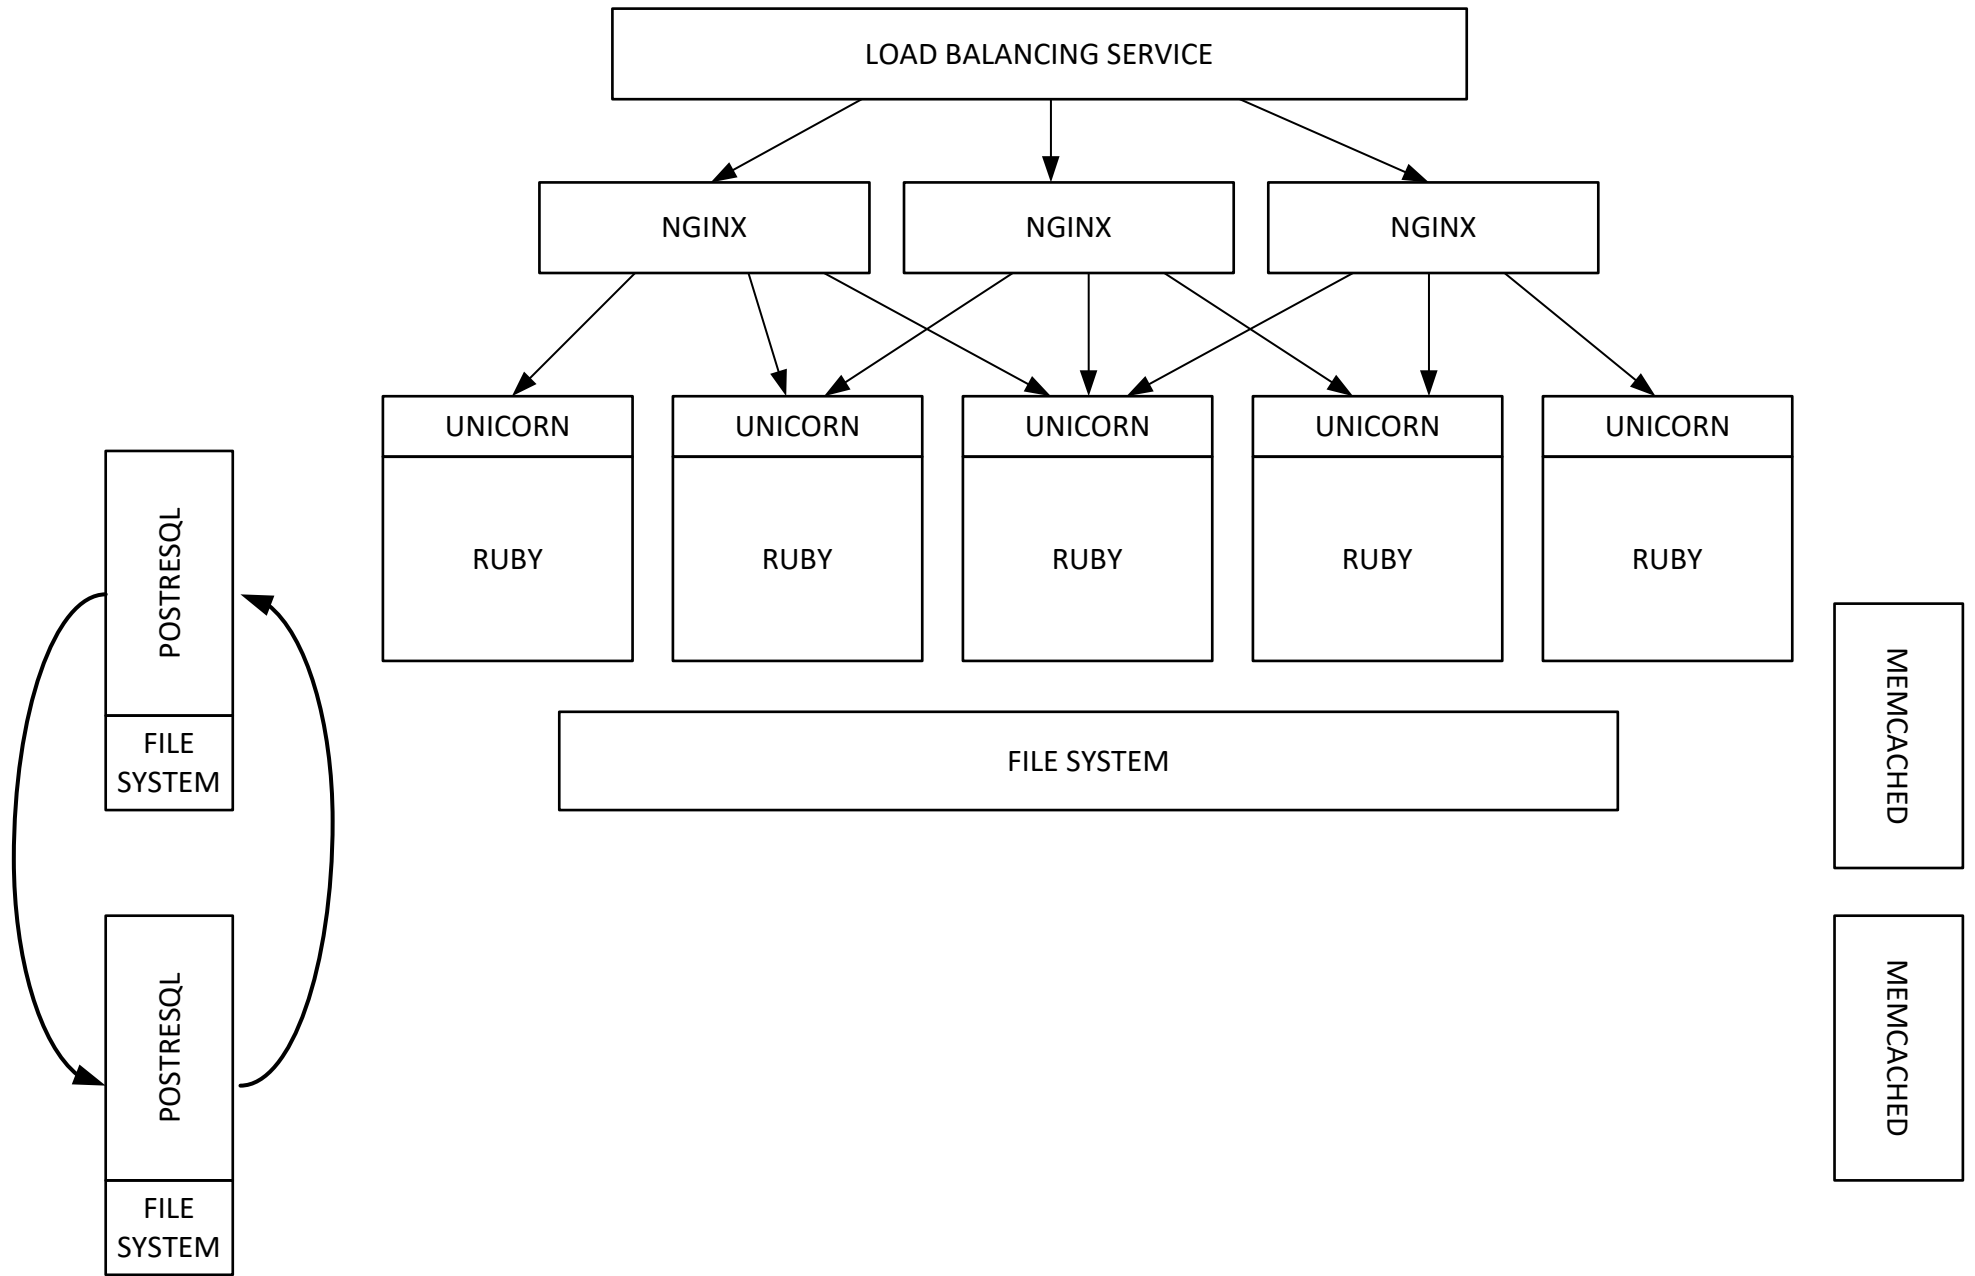 LOAD BALANCING SERVICE
NGINX
NGINX
NGINX
UNICORN
UNICORN
UNICORN
UNICORN
UNICORN
RUBY
RUBY
RUBY
RUBY
RUBY
POSTRESQL
FILE
SYSTEM
FILE SYSTEM
MEMCACHED
POSTRESQL
FILE
SYSTEM
MEMCACHED